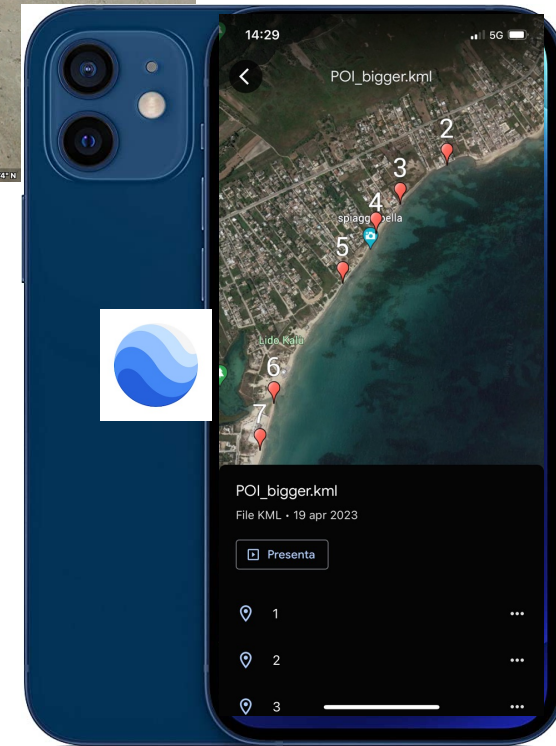 4" N
14:29
5G
POI_bigger.kml
2
3
4
spiaggia bella
5
Lido Kalù
6
7
POI_bigger.kml
File KML • 19 apr 2023
Presenta
1
2
3